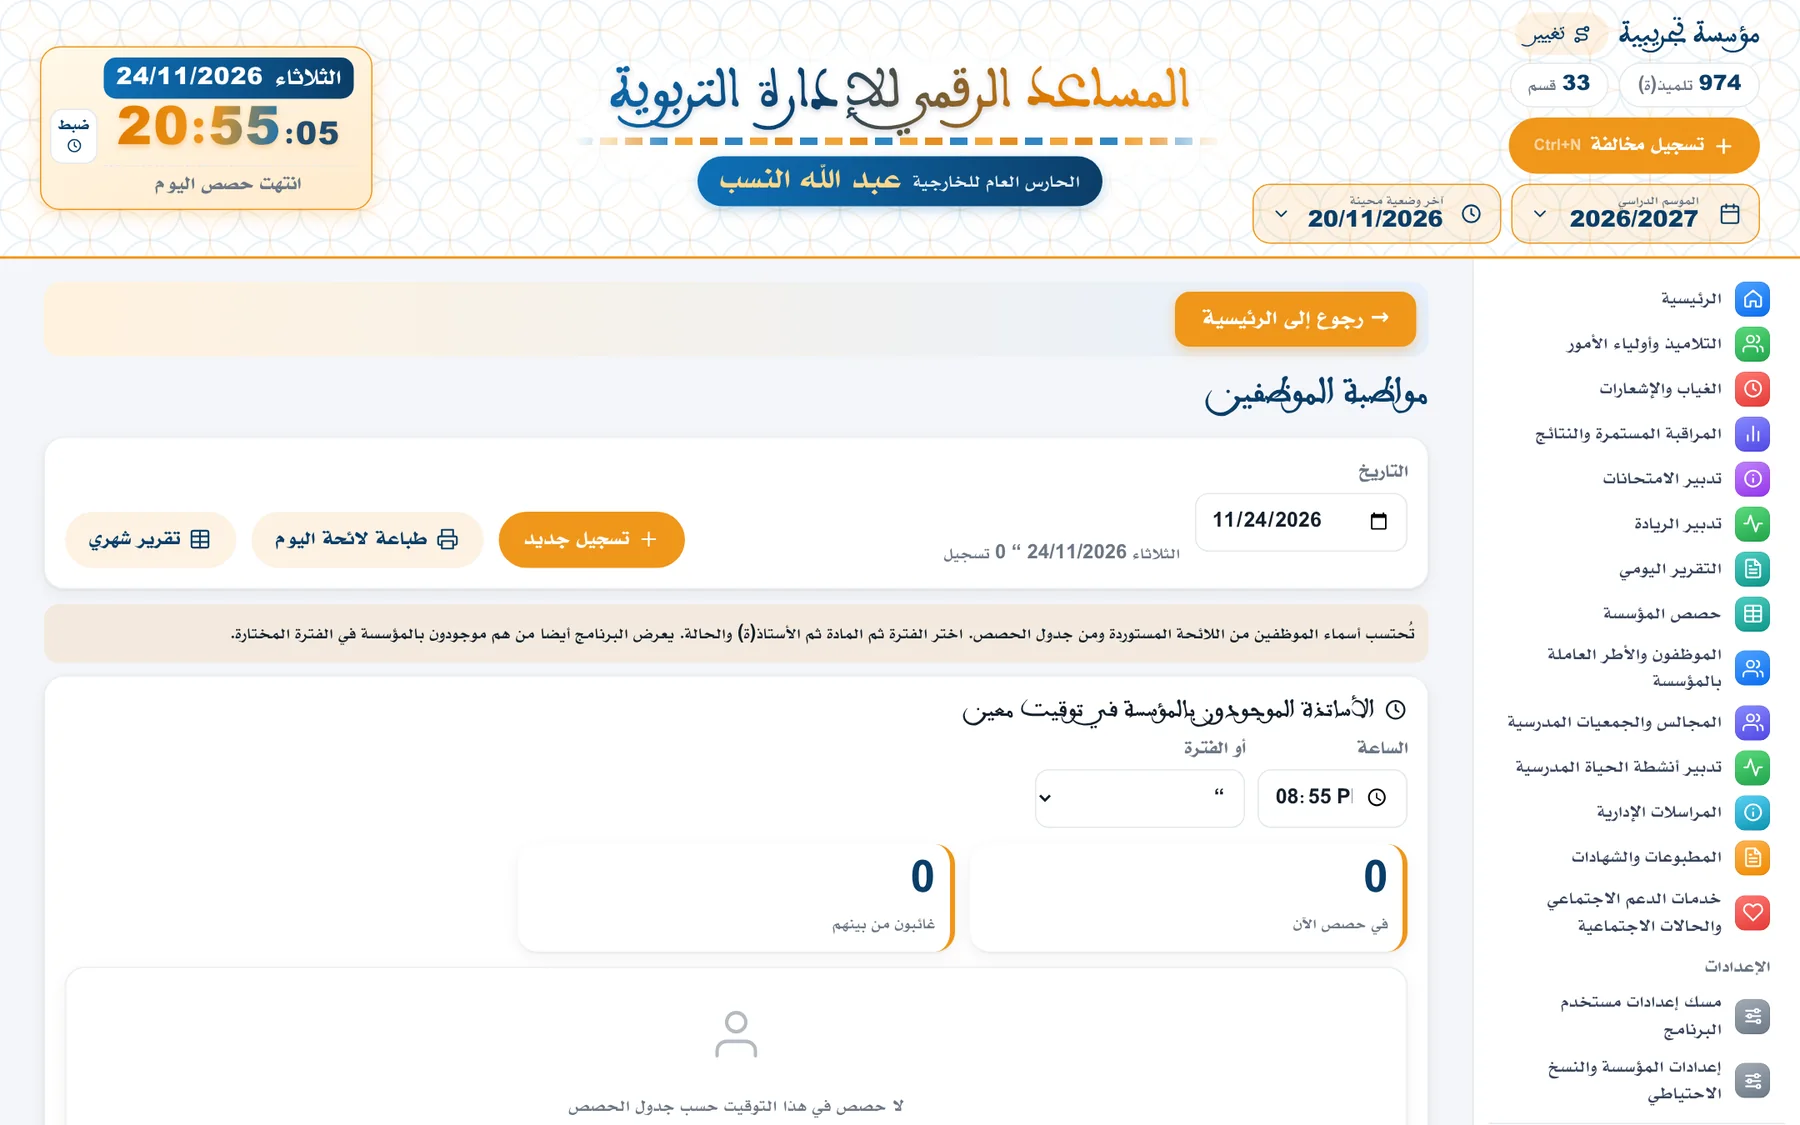 مؤسسة تجريبية
تغيير
974 تلميذ(ة)
33 قسم
+ تسجيل مخالفة Ctrl+N
الموسم الدراسي
2026/2027
آخر وضعية محينة
20/11/2026
المساعد الرقمي للإدارة التربوية
الحارس العام للخارجية عبد الله النسب
الثلاثاء 24/11/2026
20:55:05
ضبط
انتهت حصص اليوم
الرئيسية
التلاميذ وأولياء الأمور
الغياب والإشعارات
المراقبة المستمرة والنتائج
تدبير الامتحانات
تدبير الريادة
التقرير اليومي
حصص المؤسسة
الموظفون والأطر العاملة
بالمؤسسة
المجالس والجمعيات المدرسية
تدبير أنشطة الحياة المدرسية
المراسلات الإدارية
المطبوعات والشهادات
خدمات الدعم الاجتماعي
والحالات الاجتماعية
الإعدادات
مسك إعدادات مستخدم
البرنامج
إعدادات المؤسسة والنسخ
الاحتياطي
→ رجوع إلى الرئيسية
مواظبة الموظفين
التاريخ
11/24/2026
الثلاثاء 24/11/2026 “ 0 تسجيل
+ تسجيل جديد
طباعة لائحة اليوم
تقرير شهري
تُحتسب أسماء الموظفين من اللائحة المستوردة ومن جدول الحصص. اختر الفترة ثم المادة ثم الأستاذ(ة) والحالة. يعرض البرنامج أيضا من هم موجودون بالمؤسسة في الفترة المختارة.
الأساتذة الموجودون بالمؤسسة في توقيت معين
الساعة
أو الفترة
08:55 P
“
0
في حصص الآن
0
غائبون من بينهم
لا حصص في هذا التوقيت حسب جدول الحصص